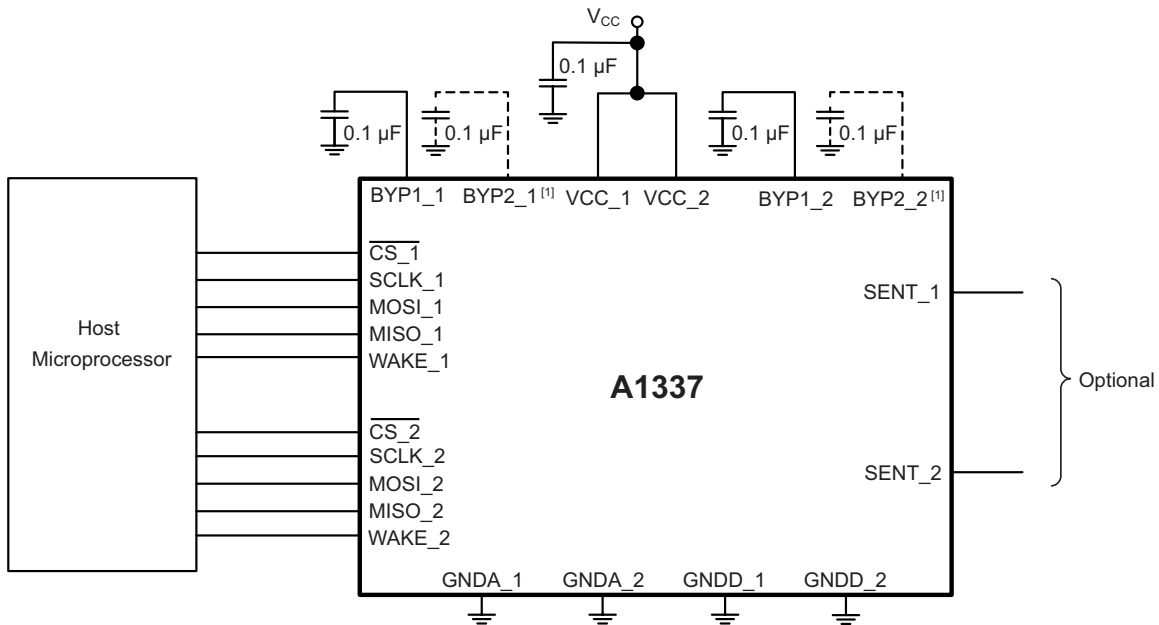 V_CC
0.1 µF
0.1 µF
0.1 µF
0.1 µF
0.1 µF
BYP1_1
BYP2_1 [1]
VCC_1
VCC_2
BYP1_2
BYP2_2 [1]
CS_1
SCLK_1
MOSI_1
MISO_1
WAKE_1
Host
Microprocessor
A1337
SENT_1
Optional
CS_2
SCLK_2
MOSI_2
MISO_2
WAKE_2
SENT_2
GNDA_1
GNDA_2
GNDD_1
GNDD_2